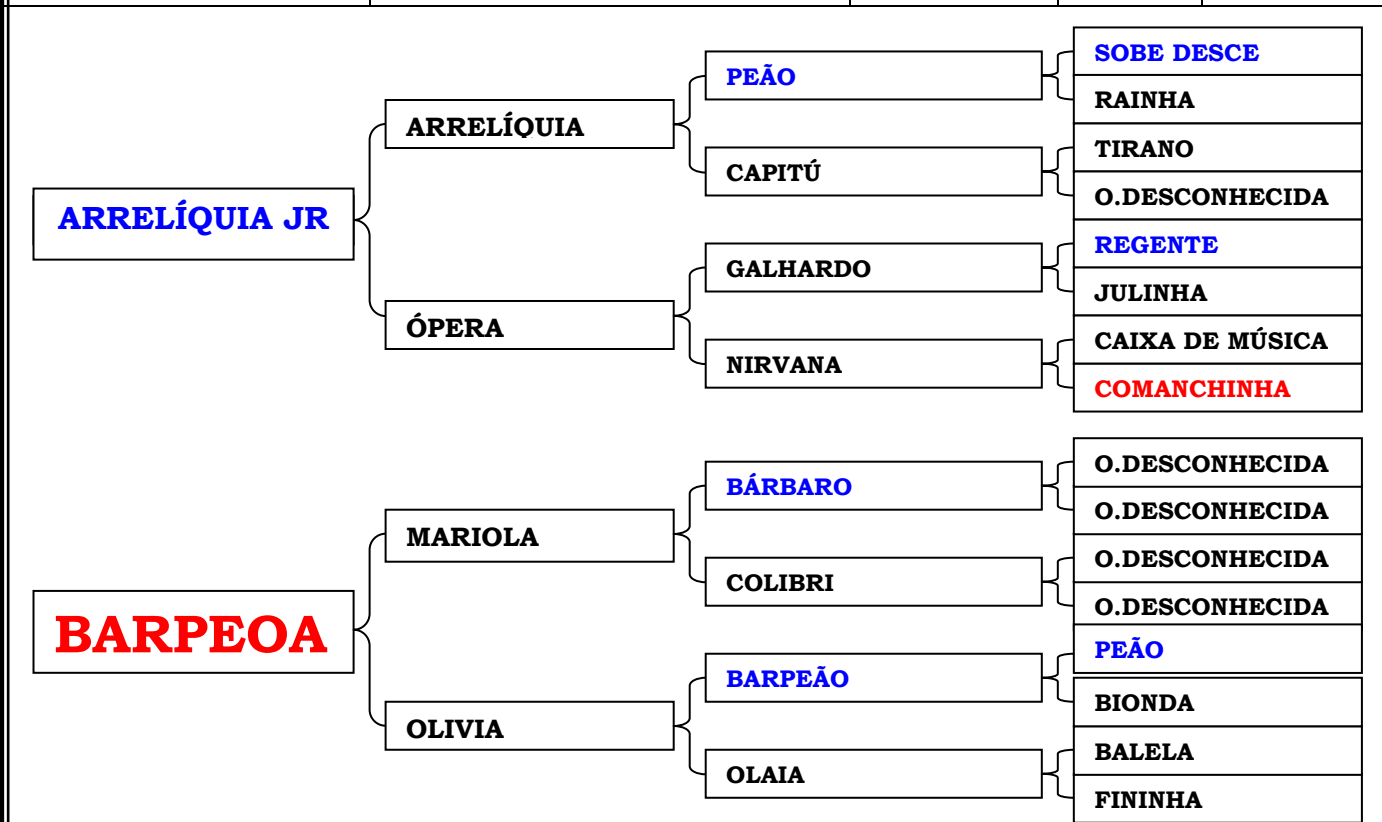 SOBE DESCE
PEÃO
RAINHA
ARRELÍQUIA
TIRANO
CAPITÚ
O.DESCONHECIDA
ARRELÍQUIA JR
REGENTE
GALHARDO
JULINHA
ÓPERA
CAIXA DE MÚSICA
NIRVANA
COMANCHINHA
O.DESCONHECIDA
BÁRBARO
O.DESCONHECIDA
MARIOLA
O.DESCONHECIDA
COLIBRI
O.DESCONHECIDA
BARPEOA
PEÃO
BARPEÃO
BIONDA
OLIVIA
BALELA
OLAIA
FININHA